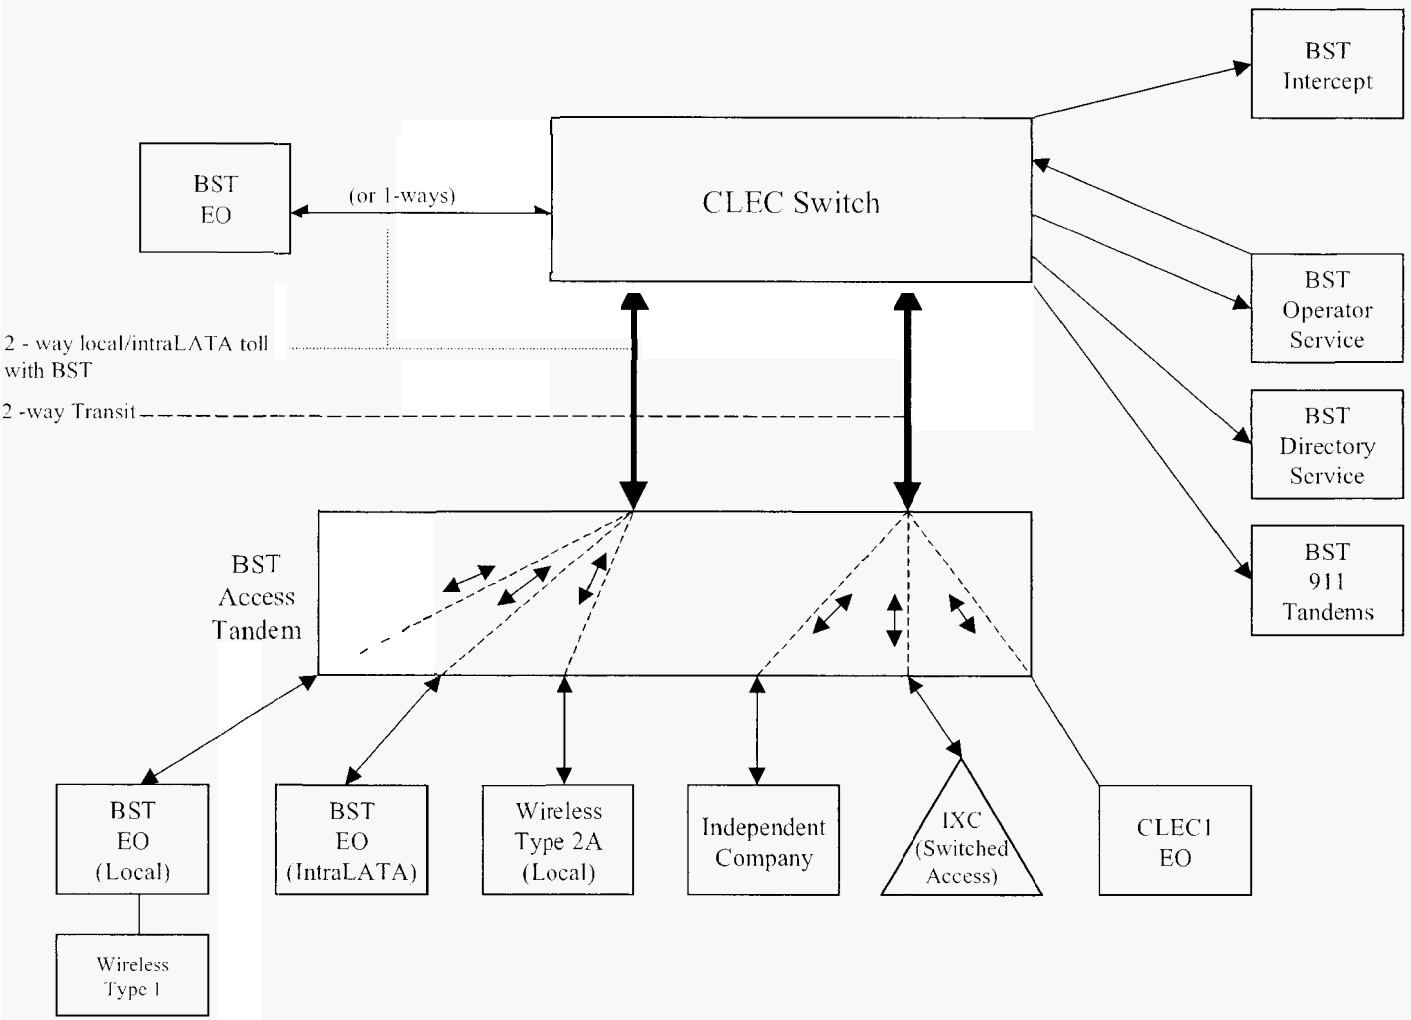 BST
Intercept
BST
EO
(or 1-ways)
CLEC Switch
BST
Operator
Service
2 - way local/intraLATA toll
with BST
2 -way Transit
BST
Directory
Service
BST
Access
Tandem
BST
911
Tandems
BST
EO
(Local)
BST
EO
(IntraLATA)
Wireless
Type 2A
(Local)
Independent
Company
IXC
(Switched
Access)
CLEC1
EO
Wireless
Type 1